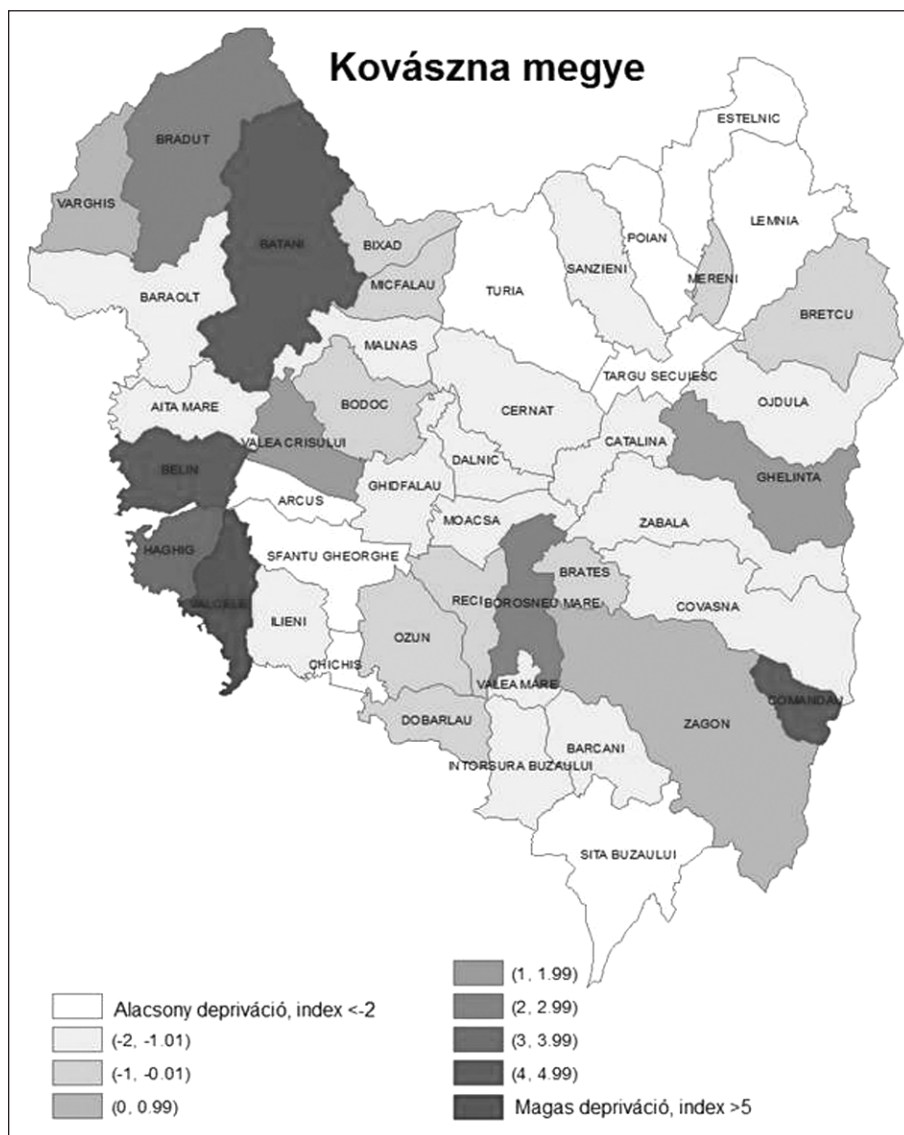 Kovászna megye
ESTELNIC
BRADUT
LEMNIA
VARGHIS
POIAN
BATANI
BIXAD
SANZIENI
MERENI
MICFALAU
TURIA
BARAOLT
BRETCU
MALNAS
TARGU SECUIESC
OJDULA
AITA MARE
BODOC
CERNAT
VALEA CRISULUI
CATALINA
DALNIC
BELIN
GHIDFALAU
GHELINTA
ARCUS
MOACSA
ZABALA
HAGHIG
SFANTU GHEORGHE
BRATES
VALCELE
RECI
BOROSNEU MARE
COVASNA
ILIENI
OZUN
CHICHIS
VALEA MARE
COMANDAU
DOBARLAU
ZAGON
BARCANI
INTORSURA BUZAULUI
SITA BUZAULUI
Alacsony depriváció, index <-2
(-2, -1.01)
(-1, -0.01)
(0, 0.99)
(1, 1.99)
(2, 2.99)
(3, 3.99)
(4, 4.99)
Magas depriváció, index >5